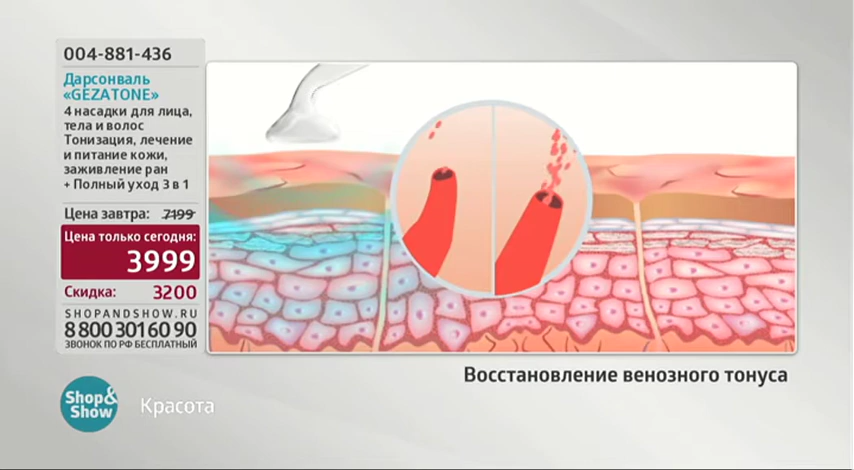 004-881-436
Дарсонваль
«GEZATONE»
4 насадки для лица,
тела и волос
Тонизация, лечение
и питание кожи,
заживление ран
+ Полный уход 3 в 1
Цена завтра: 7199
Цена только сегодня:
3999
Скидка: 3200
SHOPANDSHOW.RU
8 800 301 60 90
ЗВОНОК ПО РФ БЕСПЛАТНЫЙ
Восстановление венозного тонуса
Shop&
Show
Красота